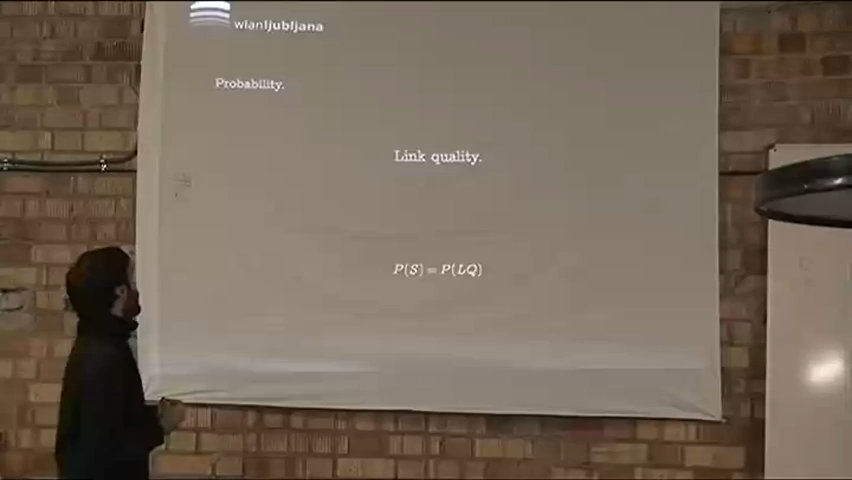 wlanljubljana
Probability.
Link quality.
P(S) = P(LQ)